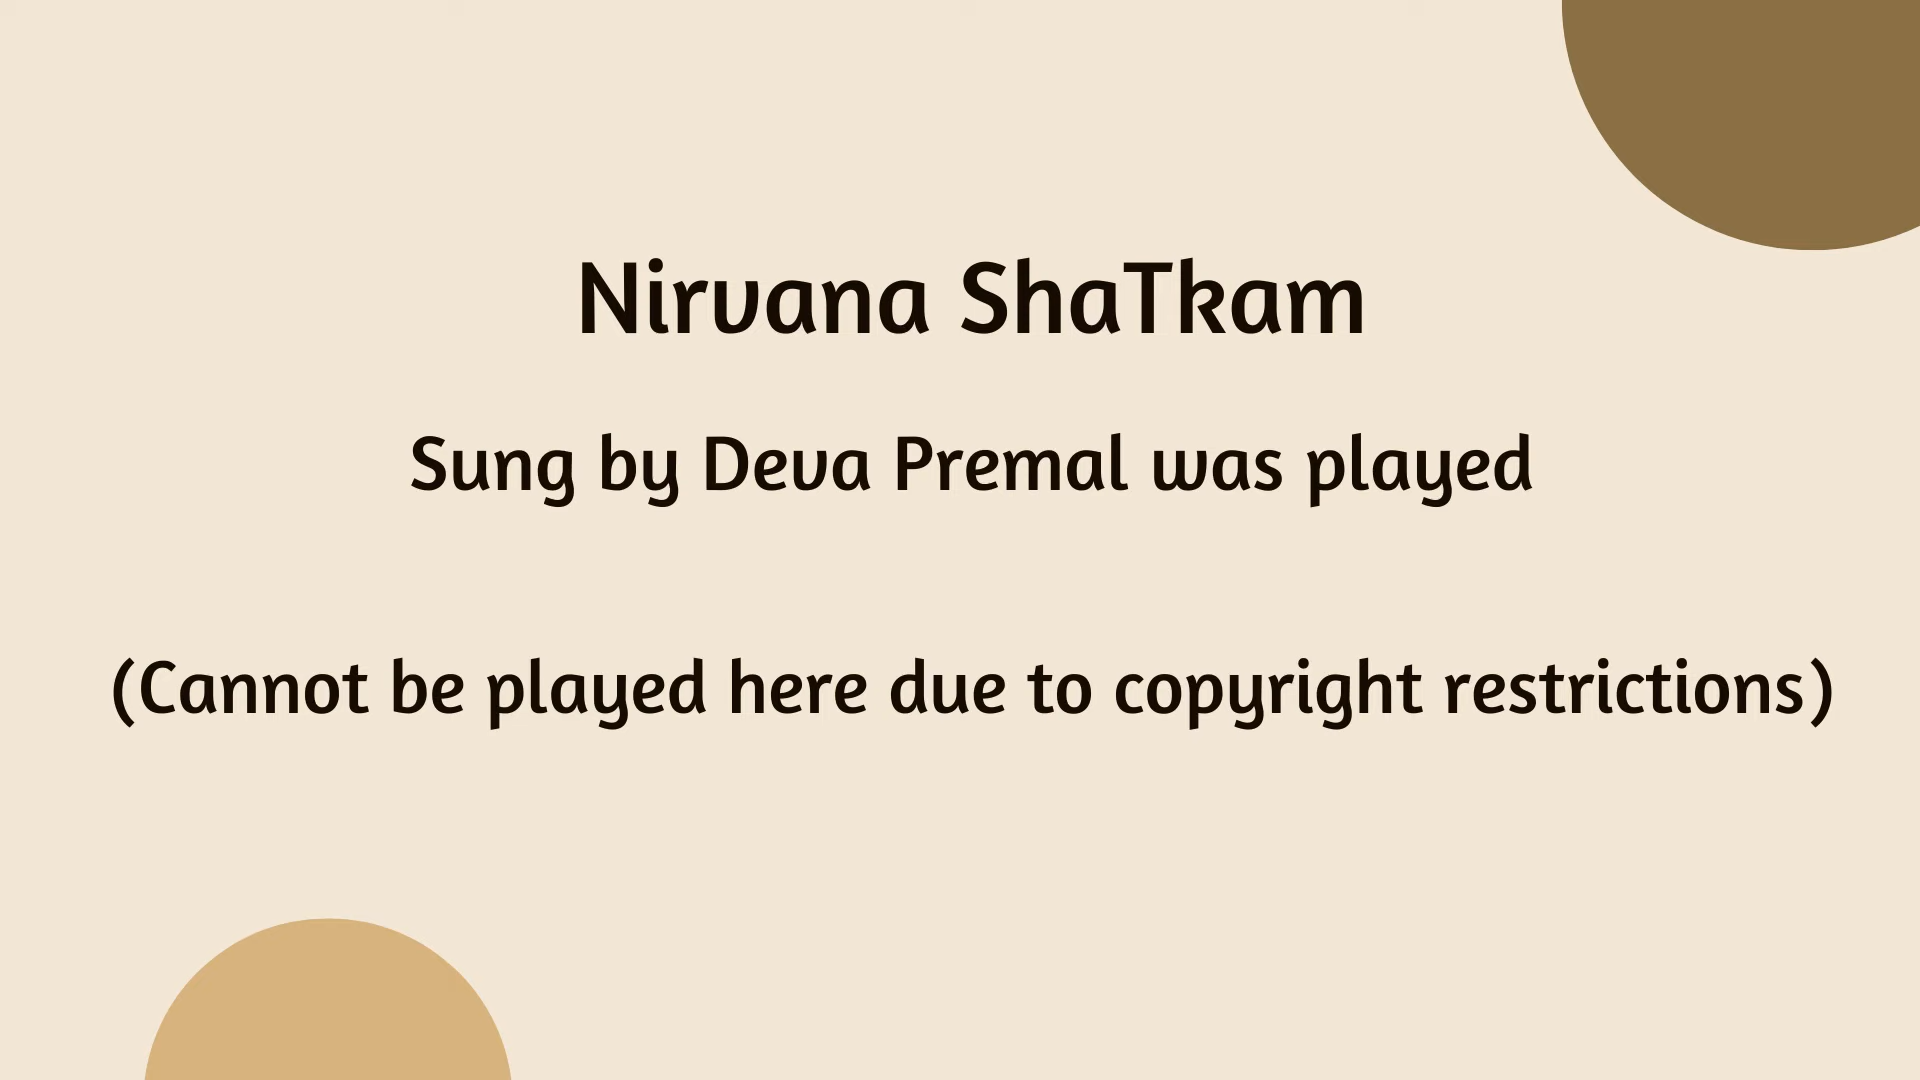 Nirvana ShaTkam
Sung by Deva Premal was played
(Cannot be played here due to copyright restrictions)